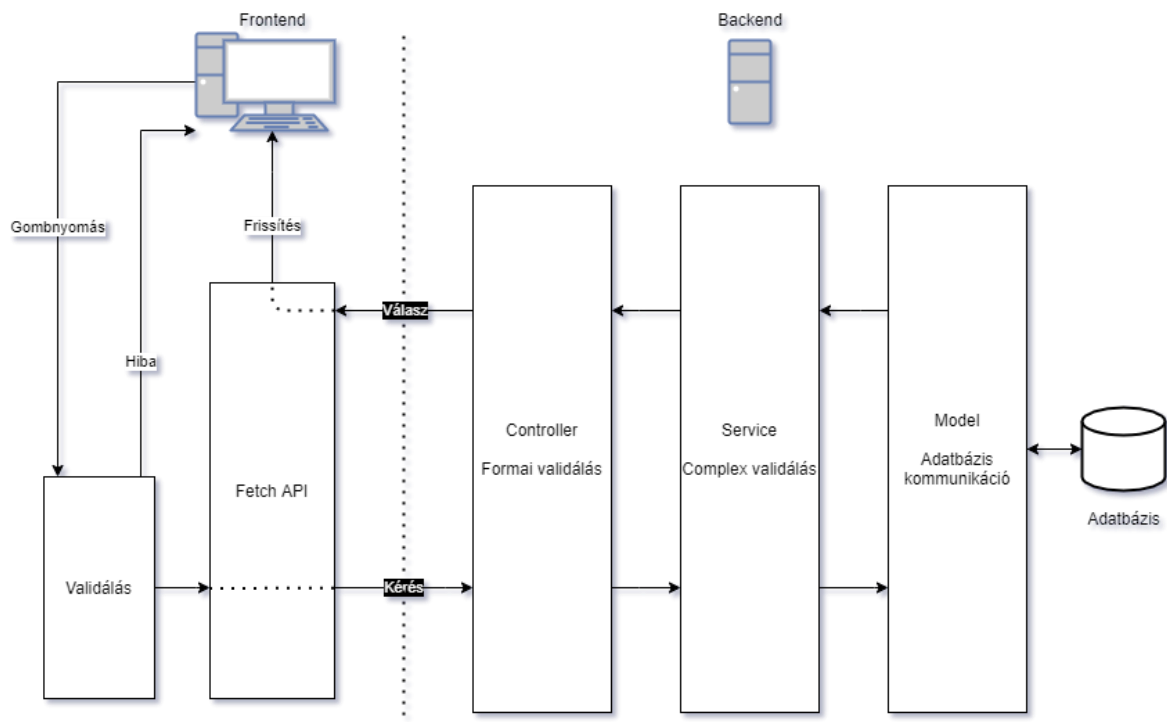 Frontend
Backend
Gombnyomás
Frissítés
Válasz
Hiba
Controller
Formai validálás
Service
Complex validálás
Model
Adatbázis
kommunikáció
Fetch API
Adatbázis
Validálás
Kérés